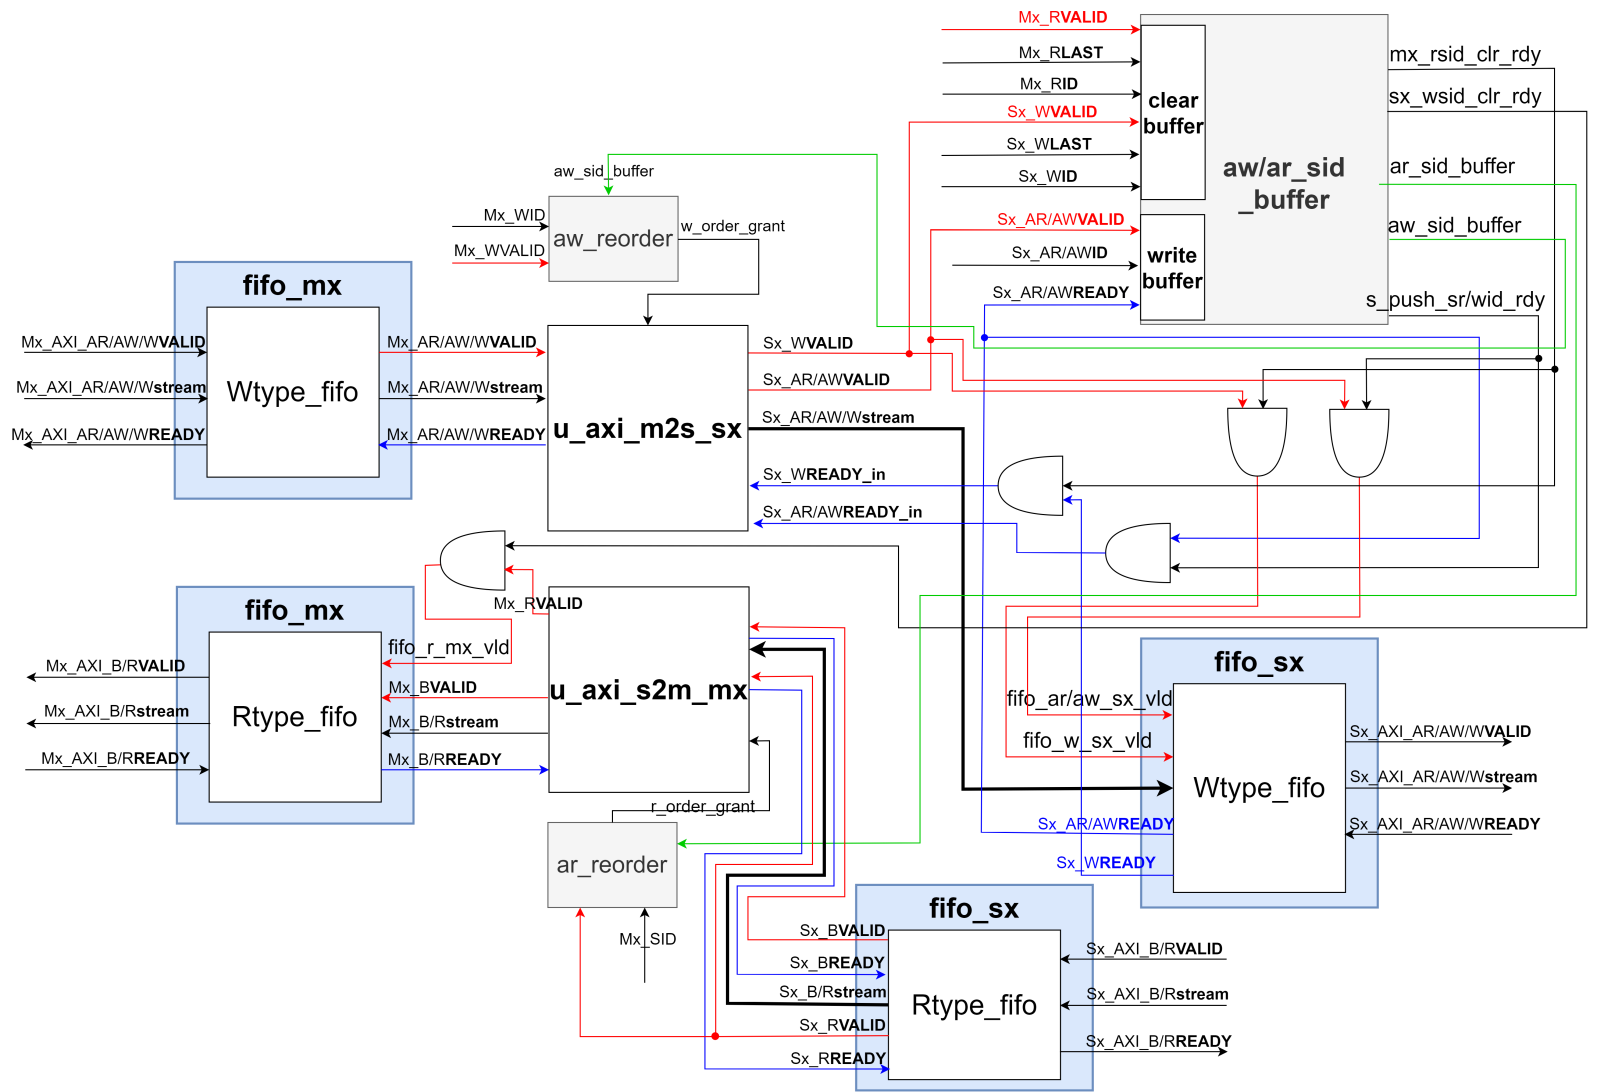 Mx_RVALID
Mx_RLAST
Mx_RID
Sx_WVALID
Sx_WLAST
Sx_WID
Sx_AR/AWVALID
Sx_AR/AWID
Sx_AR/AWREADY
clear
buffer
write
buffer
aw/ar_sid
_buffer
mx_rsid_clr_rdy
sx_wsid_clr_rdy
ar_sid_buffer
aw_sid_buffer
s_push_sr/wid_rdy
aw_sid_buffer
Mx_WID
Mx_WVALID
aw_reorder
w_order_grant
fifo_mx
Mx_AXI_AR/AW/WVALID
Mx_AXI_AR/AW/Wstream
Mx_AXI_AR/AW/WREADY
Wtype_fifo
Mx_AR/AW/WVALID
Mx_AR/AW/Wstream
Mx_AR/AW/WREADY
u_axi_m2s_sx
Sx_WVALID
Sx_AR/AWVALID
Sx_AR/AW/Wstream
Sx_WREADY_in
Sx_AR/AWREADY_in
fifo_mx
Mx_AXI_B/RVALID
Mx_AXI_B/Rstream
Mx_AXI_B/RREADY
Rtype_fifo
Mx_RVALID
fifo_r_mx_vld
Mx_BVALID
Mx_B/Rstream
Mx_B/RREADY
u_axi_s2m_mx
r_order_grant
ar_reorder
Mx_SID
fifo_sx
fifo_ar/aw_sx_vld
fifo_w_sx_vld
Wtype_fifo
Sx_AR/AWREADY
Sx_WREADY
Sx_AXI_AR/AW/WVALID
Sx_AXI_AR/AW/Wstream
Sx_AXI_AR/AW/WREADY
fifo_sx
Sx_BVALID
Sx_BREADY
Sx_B/Rstream
Sx_RVALID
Sx_RREADY
Rtype_fifo
Sx_AXI_B/RVALID
Sx_AXI_B/Rstream
Sx_AXI_B/RREADY